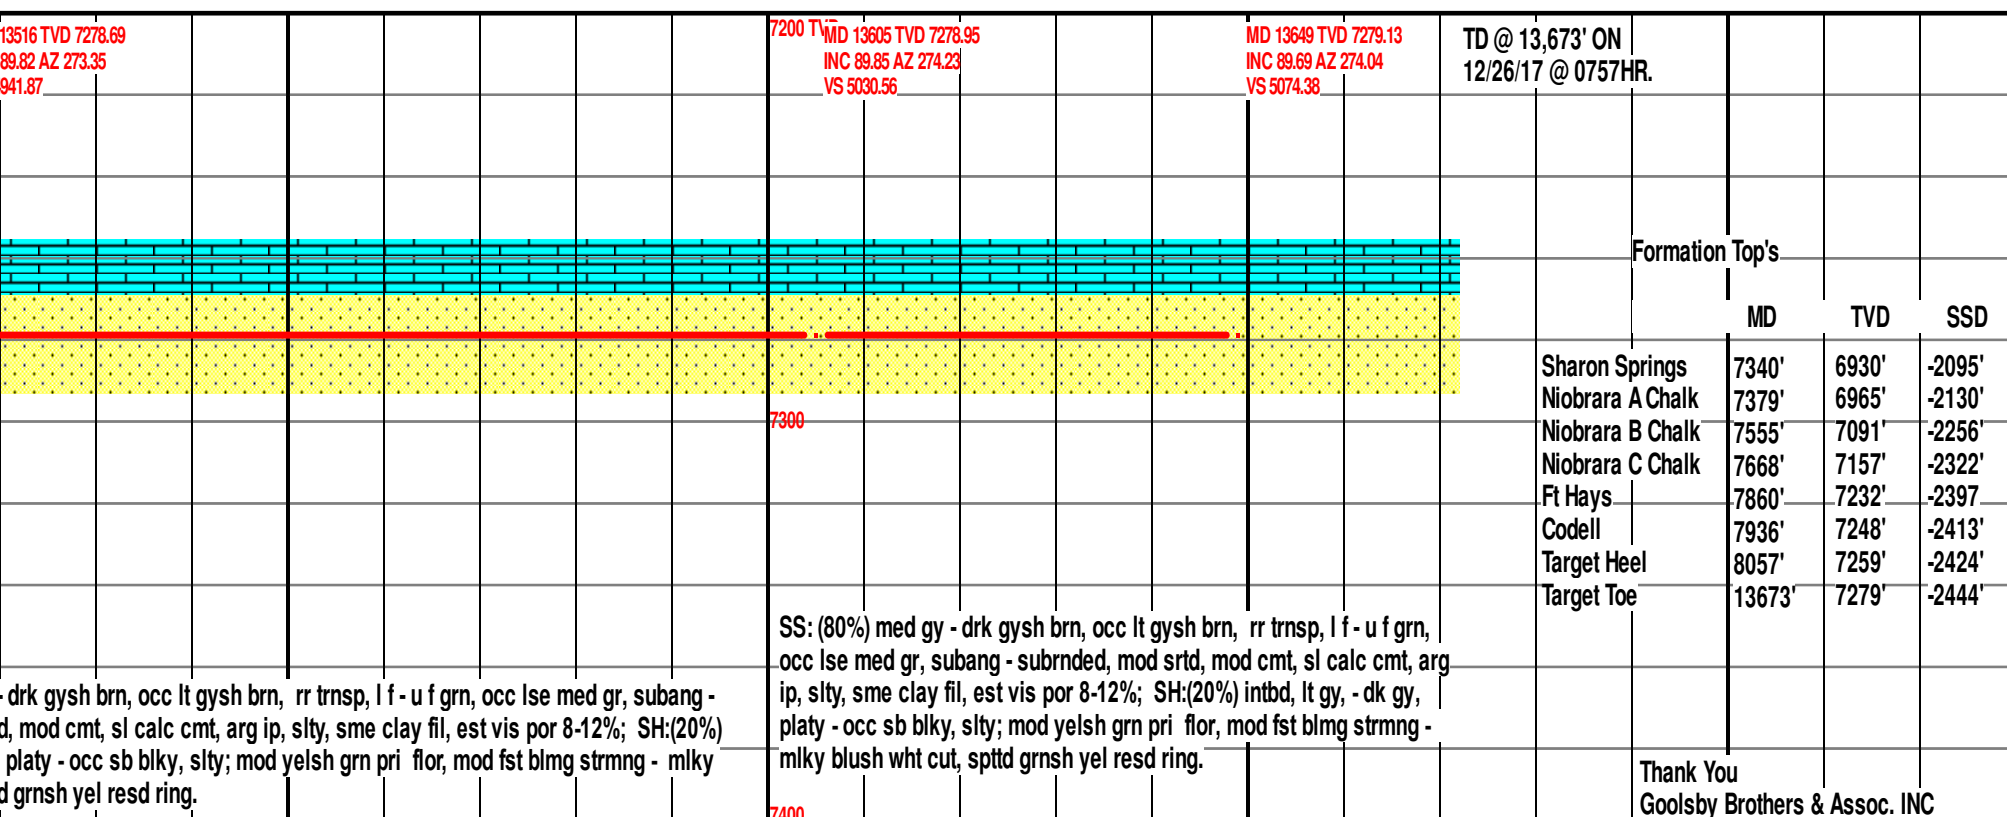 13516 TVD 7278.69
89.82 AZ 273.35
941.87
7200 TVD
MD 13605 TVD 7278.95
INC 89.85 AZ 274.23
VS 5030.56
MD 13649 TVD 7279.13
INC 89.69 AZ 274.04
VS 5074.38
TD @ 13,673' ON
12/26/17 @ 0757HR.
Formation Top's
MD TVD SSD
Sharon Springs 7340' 6930' -2095'
Niobrara A Chalk 7379' 6965' -2130'
Niobrara B Chalk 7555' 7091' -2256'
Niobrara C Chalk 7668' 7157' -2322'
Ft Hays 7860' 7232' -2397
Codell 7936' 7248' -2413'
Target Heel 8057' 7259' -2424'
Target Toe 13673' 7279' -2444'
7300
- drk gysh brn, occ lt gysh brn, rr trnsp, l f - u f grn, occ lse med gr, subang -
d, mod cmt, sl calc cmt, arg ip, slty, sme clay fil, est vis por 8-12%; SH:(20%)
platy - occ sb blky, slty; mod yelsh grn pri flor, mod fst blmg strmng - mlky
d grnsh yel resd ring.
SS: (80%) med gy - drk gysh brn, occ lt gysh brn, rr trnsp, l f - u f grn,
occ lse med gr, subang - subrnded, mod srtd, mod cmt, sl calc cmt, arg
ip, slty, sme clay fil, est vis por 8-12%; SH:(20%) intbd, lt gy, - dk gy,
platy - occ sb blky, slty; mod yelsh grn pri flor, mod fst blmg strmng -
mlky blush wht cut, spttd grnsh yel resd ring.
7400
Thank You
Goolsby Brothers & Assoc. INC